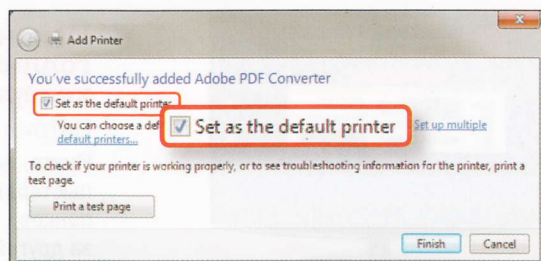 Add Printer
You've successfully added Adobe PDF Converter
Set as the default printer
Set as the default printer
You can choose a def
Set up multiple
default printers...
To check if your printer is working properly, or to see troubleshooting information for the printer, print a
test page.
Print a test page
Finish
Cancel